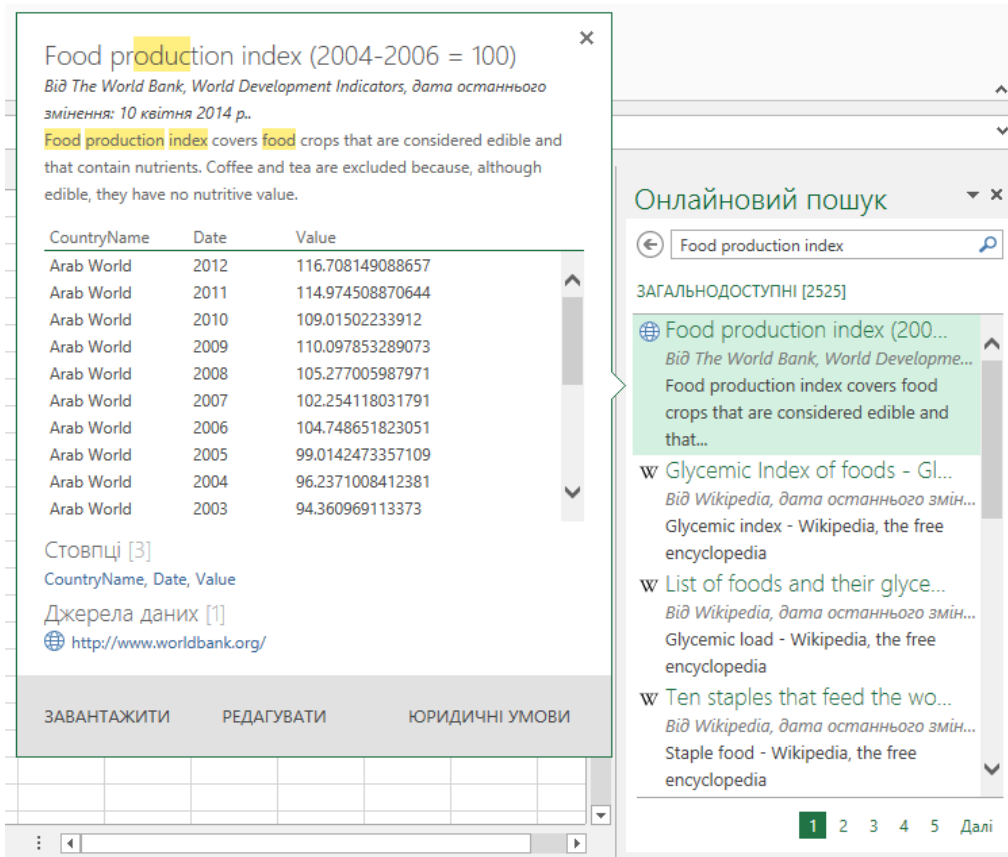 Food production index (2004-2006 = 100)
Від The World Bank, World Development Indicators, дата останнього
змінення: 10 квітня 2014 р..
Food production index covers food crops that are considered edible and
that contain nutrients. Coffee and tea are excluded because, although
edible, they have no nutritive value.
CountryName Date Value
Arab World 2012 116.708149088657
Arab World 2011 114.974508870644
Arab World 2010 109.01502233912
Arab World 2009 110.097853289073
Arab World 2008 105.277005987971
Arab World 2007 102.254118031791
Arab World 2006 104.748651823051
Arab World 2005 99.0142473357109
Arab World 2004 96.2371008412381
Arab World 2003 94.360969113373
Стовпці [3]
CountryName, Date, Value
Джерела даних [1]
http://www.worldbank.org/
ЗАВАНТАЖИТИ РЕДАГУВАТИ ЮРИДИЧНІ УМОВИ
Онлайновий пошук
Food production index
ЗАГАЛЬНОДОСТУПНІ [2525]
Food production index (200...
Від The World Bank, World Developme...
Food production index covers food
crops that are considered edible and
that...
W Glycemic Index of foods - Gl...
Від Wikipedia, дата останнього змін...
Glycemic index - Wikipedia, the free
encyclopedia
W List of foods and their glyce...
Від Wikipedia, дата останнього змін...
Glycemic load - Wikipedia, the free
encyclopedia
W Ten staples that feed the wo...
Від Wikipedia, дата останнього змін...
Staple food - Wikipedia, the free
encyclopedia
1 2 3 4 5 Далі